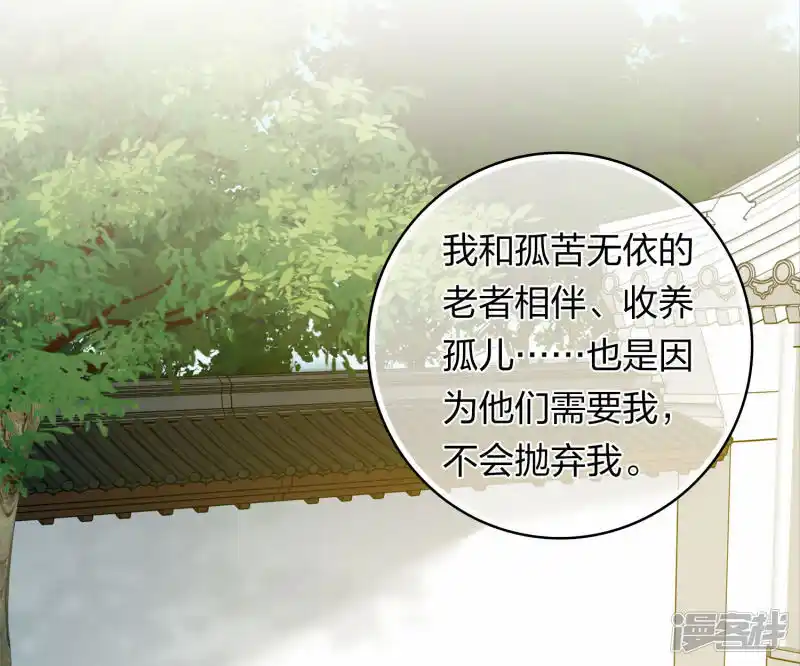 我和孤苦无依的
老者相伴、收养
孤儿……也是因
为他们需要我，
不会抛弃我。
漫客栈